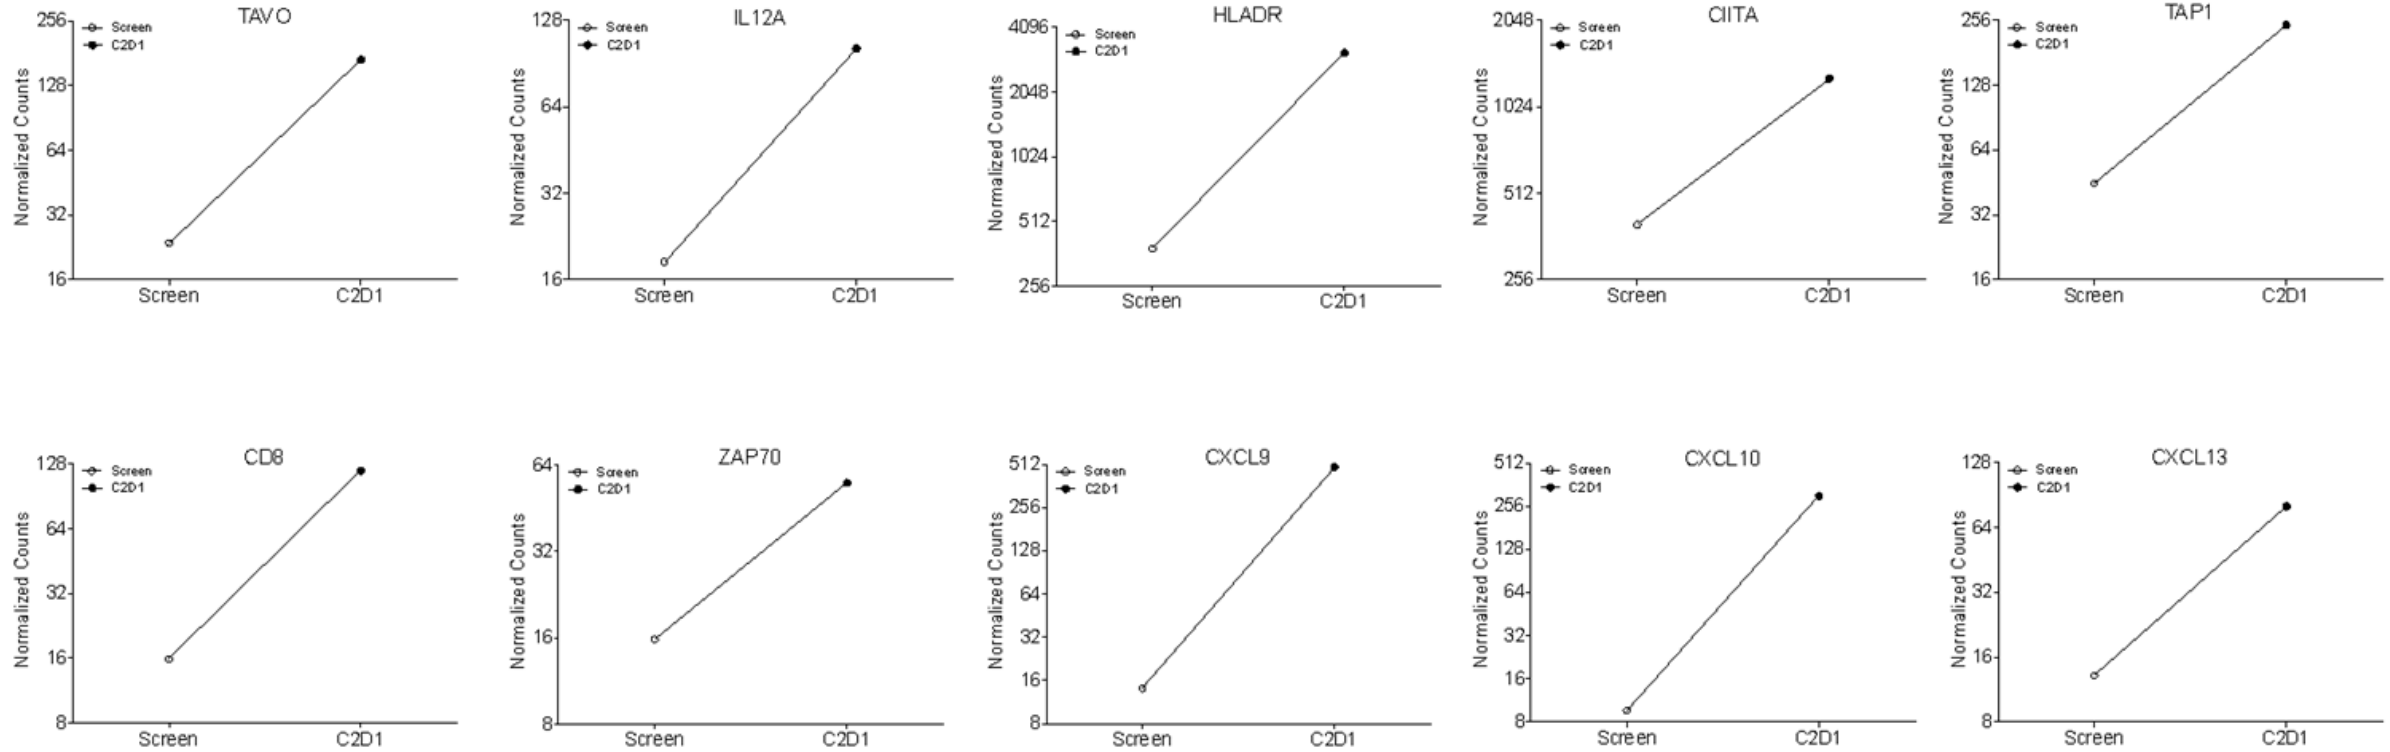 TAVO
Screen
C2D1
Normalized Counts
256
128
64
32
16
Screen
C2D1
IL12A
Screen
C2D1
Normalized Counts
128
64
32
16
Screen
C2D1
HLADR
Screen
C2D1
Normalized Counts
4096
2048
1024
512
256
Screen
C2D1
CIITA
Screen
C2D1
Normalized Counts
2048
1024
512
256
Screen
C2D1
TAP1
Screen
C2D1
Normalized Counts
256
128
64
32
16
Screen
C2D1
CD8
Screen
C2D1
Normalized Counts
128
64
32
16
8
Screen
C2D1
ZAP70
Screen
C2D1
Normalized Counts
64
32
16
8
Screen
C2D1
CXCL9
Screen
C2D1
Normalized Counts
512
256
128
64
32
16
8
Screen
C2D1
CXCL10
Screen
C2D1
Normalized Counts
512
256
128
64
32
16
8
Screen
C2D1
CXCL13
Screen
C2D1
Normalized Counts
128
64
32
16
8
Screen
C2D1